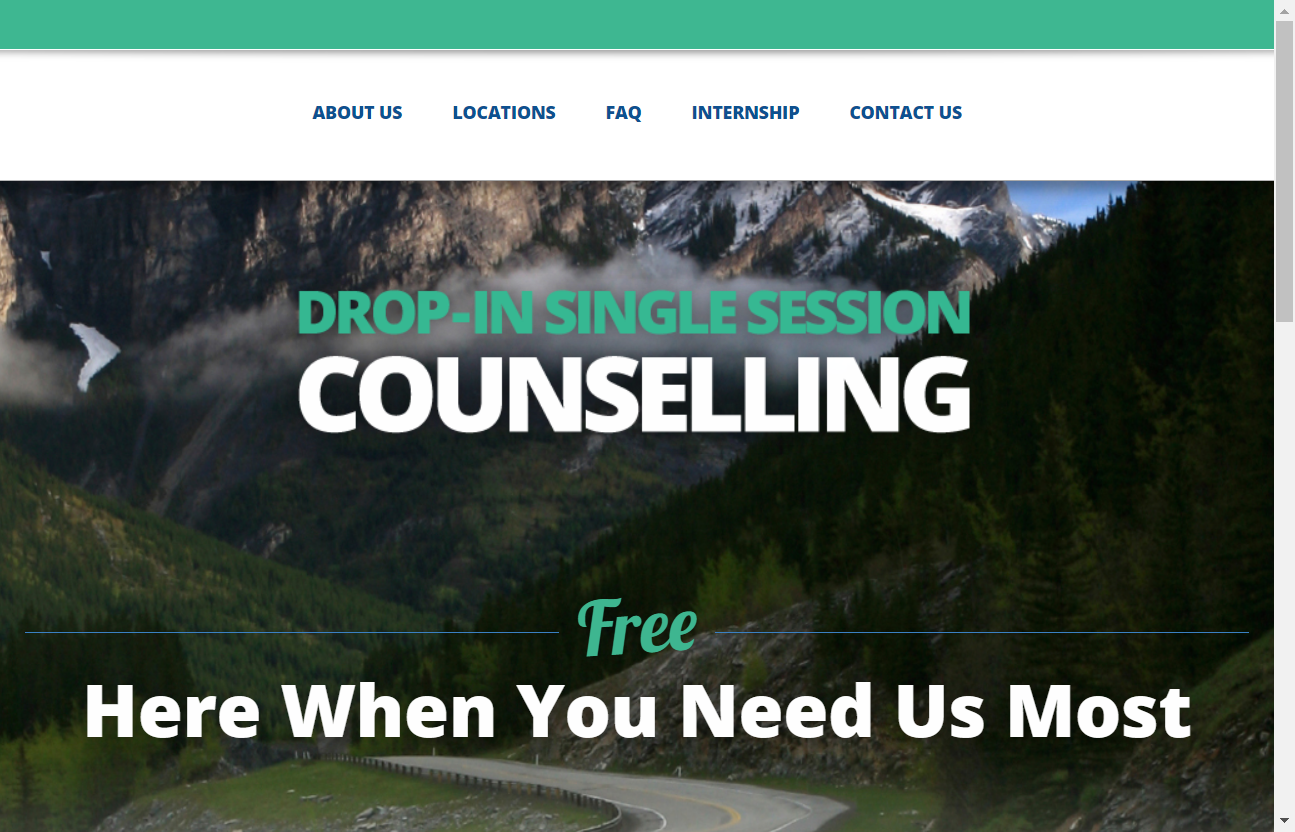 ABOUT US LOCATIONS FAQ INTERNSHIP CONTACT US
DROP-IN SINGLE SESSION
COUNSELLING
Free
Here When You Need Us Most